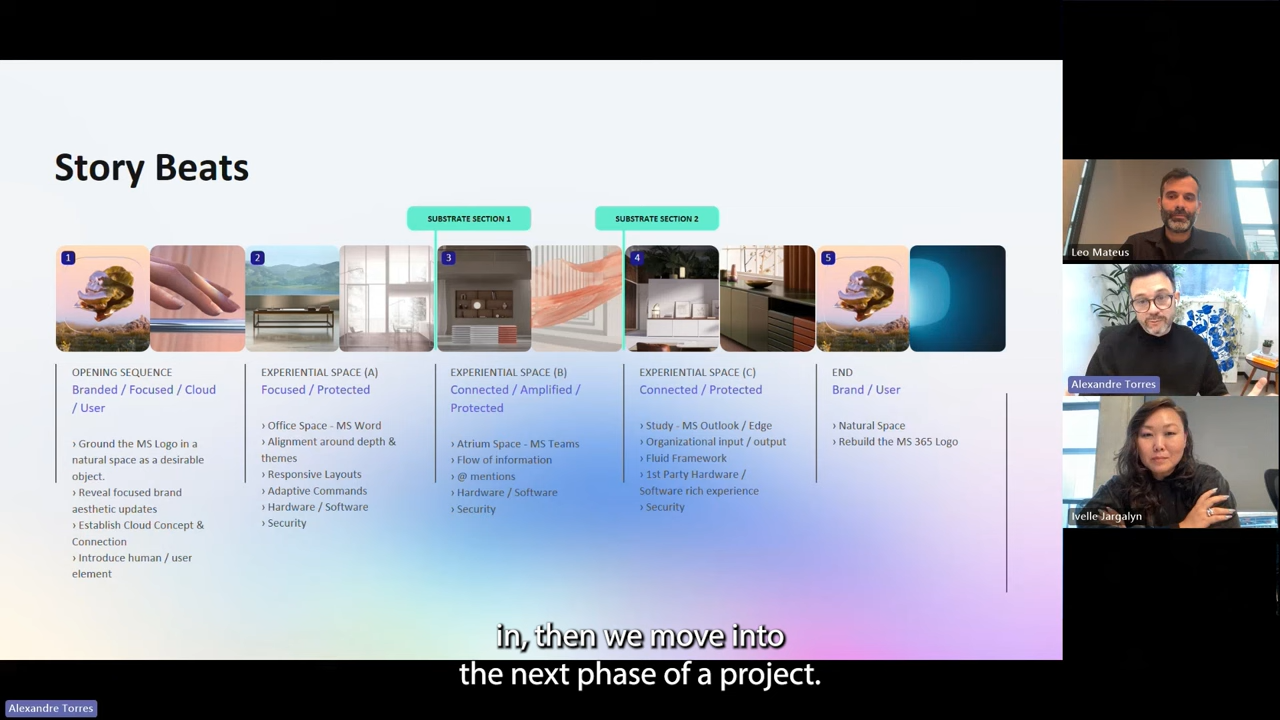 Story Beats
SUBSTRATE SECTION 1
SUBSTRATE SECTION 2
1
2
3
4
5
OPENING SEQUENCE
Branded / Focused / Cloud
/ User
› Ground the MS Logo in a
natural space as a desirable
object.
› Reveal focused brand
aesthetic updates
› Establish Cloud Concept &
Connection
› Introduce human / user
element
EXPERIENTIAL SPACE (A)
Focused / Protected
› Office Space - MS Word
› Alignment around depth &
themes
› Responsive Layouts
› Adaptive Commands
› Hardware / Software
› Security
EXPERIENTIAL SPACE (B)
Connected / Amplified /
Protected
› Atrium Space - MS Teams
› Flow of information
› @ mentions
› Hardware / Software
› Security
EXPERIENTIAL SPACE (C)
Connected / Protected
› Study - MS Outlook / Edge
› Organizational input / output
› Fluid Framework
› 1st Party Hardware /
Software rich experience
› Security
END
Brand / User
› Natural Space
› Rebuild the MS 365 Logo
Leo Mateus
Alexandre Torres
Ivelle Jargalyn
in, then we move into
the next phase of a project.
Alexandre Torres